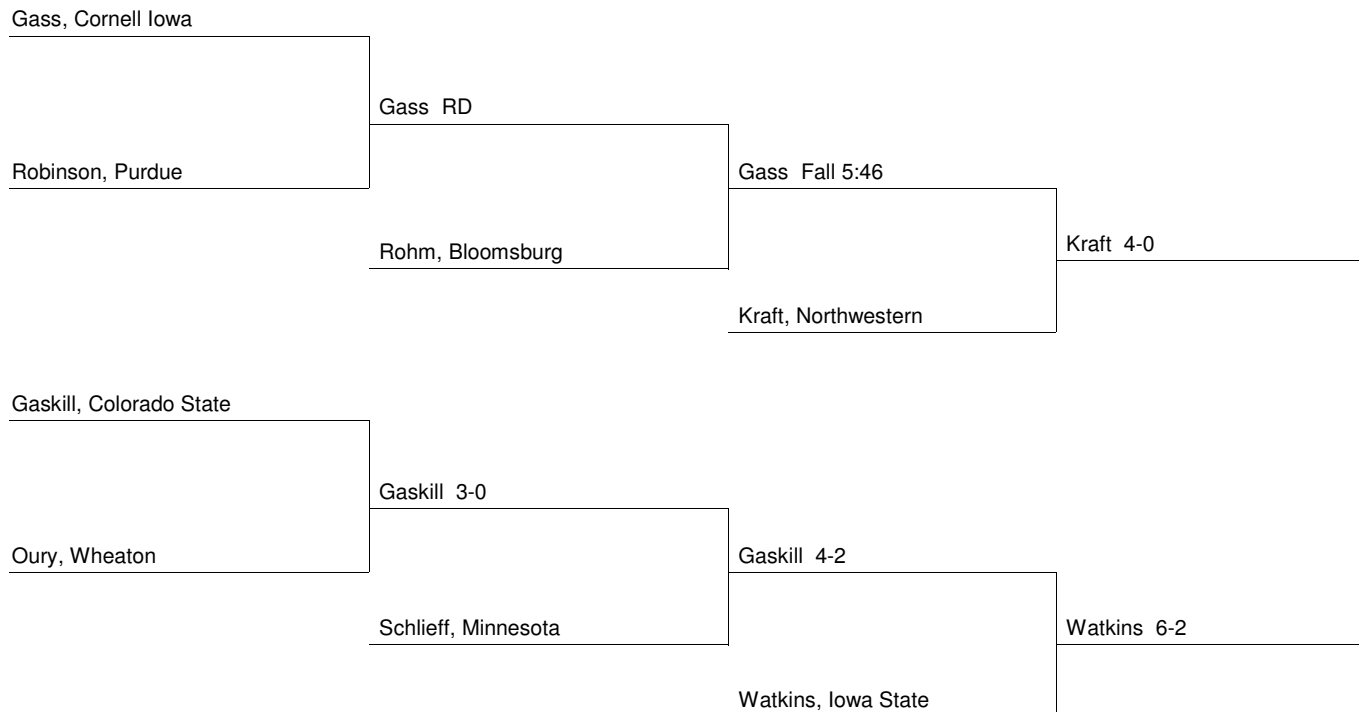 Gass, Cornell Iowa
Gass  RD
Robinson, Purdue
Gass  Fall 5:46
Rohm, Bloomsburg
Kraft  4-0
Kraft, Northwestern
Gaskill, Colorado State
Gaskill  3-0
Oury, Wheaton
Gaskill  4-2
Schlieff, Minnesota
Watkins  6-2
Watkins, Iowa State